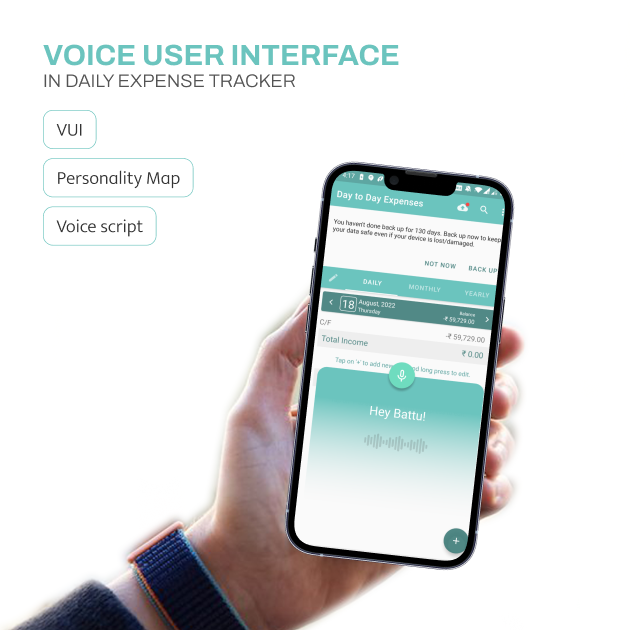 VOICE USER INTERFACE
IN DAILY EXPENSE TRACKER
VUI
Personality Map
Voice script
4:17
Day to Day Expenses
You haven't done back up for 130 days. Back up now to keep
your data safe even if your device is lost/damaged.
NOT NOW BACK UP
DAILY MONTHLY YEARLY
18 August, 2022 Balance
Thursday -₹ 59,729.00
C/F -₹ 59,729.00
Total Income ₹ 0.00
Tap on '+' to add new and long press to edit.
Hey Battu!
+